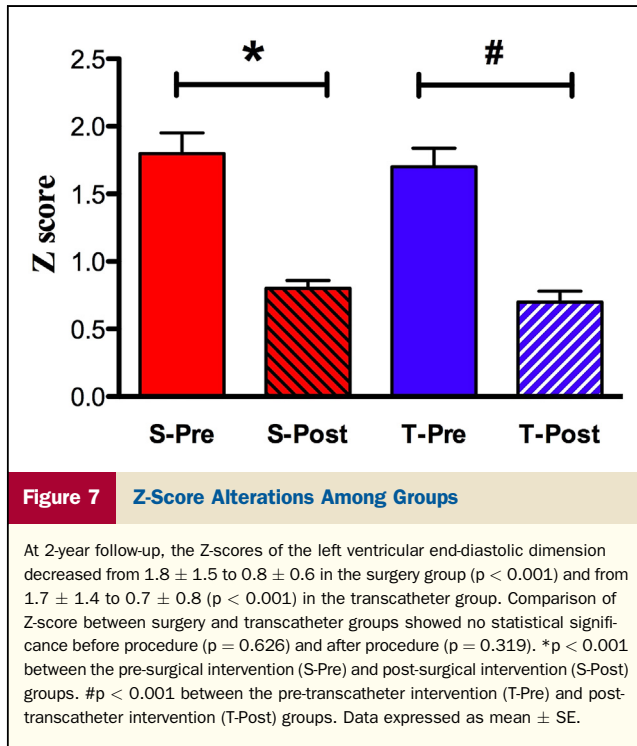 *
#
2.5
2.0
1.5
1.0
0.5
0.0
Z score
S-Pre S-Post T-Pre T-Post
Figure 7 Z-Score Alterations Among Groups
At 2-year follow-up, the Z-scores of the left ventricular end-diastolic dimension
decreased from 1.8 ± 1.5 to 0.8 ± 0.6 in the surgery group (p < 0.001) and from
1.7 ± 1.4 to 0.7 ± 0.8 (p < 0.001) in the transcatheter group. Comparison of
Z-score between surgery and transcatheter groups showed no statistical signifi-
cance before procedure (p = 0.626) and after procedure (p = 0.319). *p < 0.001
between the pre-surgical intervention (S-Pre) and post-surgical intervention (S-Post)
groups. #p < 0.001 between the pre-transcatheter intervention (T-Pre) and post-
transcatheter intervention (T-Post) groups. Data expressed as mean ± SE.